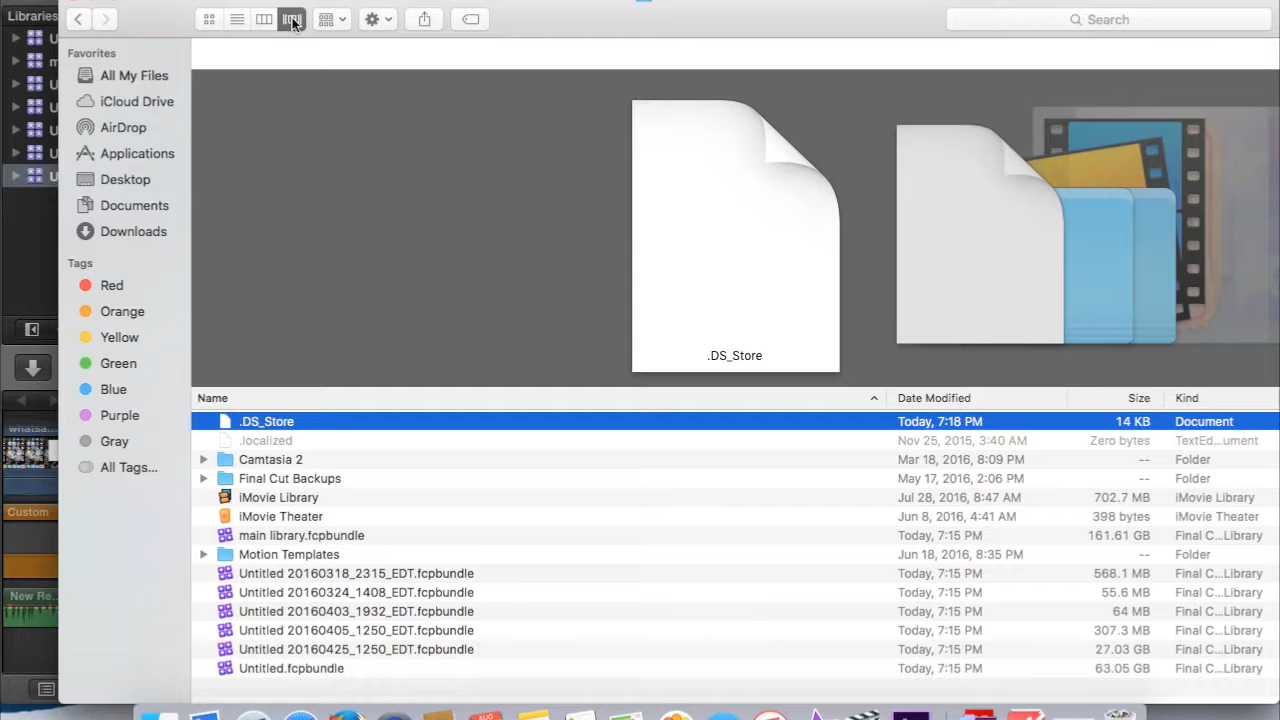 Libraries
Search
Favorites
All My Files
iCloud Drive
AirDrop
Applications
Desktop
Documents
Downloads
Tags
Red
Orange
Yellow
Green
Blue
Purple
Gray
All Tags...
.DS_Store
Name Date Modified Size Kind
.DS_Store Today, 7:18 PM 14 KB Document
.localized Nov 25, 2015, 3:40 AM Zero bytes TextEd...ument
Camtasia 2 Mar 18, 2016, 8:09 PM -- Folder
Final Cut Backups May 17, 2016, 2:06 PM -- Folder
iMovie Library Jul 28, 2016, 8:47 AM 702.7 MB iMovie Library
iMovie Theater Jun 8, 2016, 4:41 AM 398 bytes iMovie Theater
main library.fcpbundle Today, 7:15 PM 161.61 GB Final C...Library
Motion Templates Jun 18, 2016, 8:35 PM -- Folder
Untitled 20160318_2315_EDT.fcpbundle Today, 7:15 PM 568.1 MB Final C...Library
Untitled 20160324_1408_EDT.fcpbundle Today, 7:15 PM 55.6 MB Final C...Library
Untitled 20160403_1932_EDT.fcpbundle Today, 7:15 PM 64 MB Final C...Library
Untitled 20160405_1250_EDT.fcpbundle Today, 7:15 PM 307.3 MB Final C...Library
Untitled 20160425_1250_EDT.fcpbundle Today, 7:15 PM 27.03 GB Final C...Library
Untitled.fcpbundle Today, 7:15 PM 63.05 GB Final C...Library
U
m
U
U
U
U
U
whatsa
Custom
New Re...
AUG